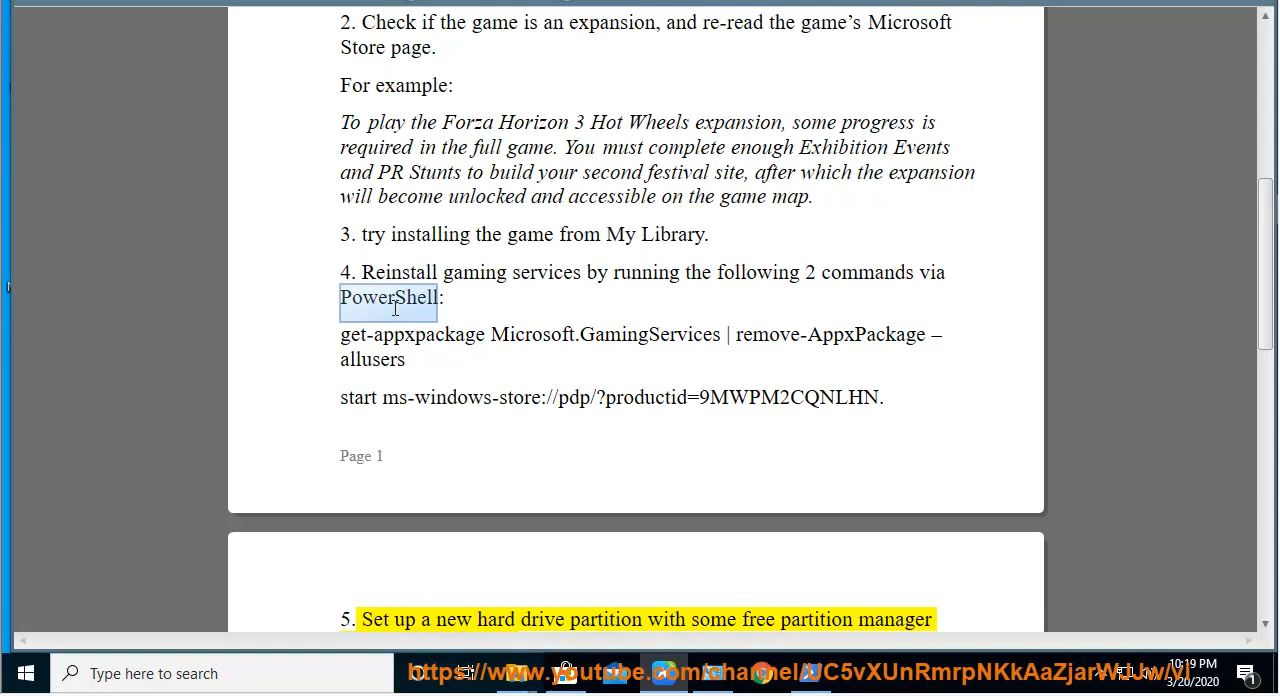 2. Check if the game is an expansion, and re-read the game’s Microsoft
Store page.
For example:
To play the Forza Horizon 3 Hot Wheels expansion, some progress is
required in the full game. You must complete enough Exhibition Events
and PR Stunts to build your second festival site, after which the expansion
will become unlocked and accessible on the game map.
3. try installing the game from My Library.
4. Reinstall gaming services by running the following 2 commands via
PowerShell:
get-appxpackage Microsoft.GamingServices | remove-AppxPackage –
allusers
start ms-windows-store://pdp/?productid=9MWPM2CQNLHN.
Page 1
5. Set up a new hard drive partition with some free partition manager
Type here to search
10:19 PM
3/20/2020
1